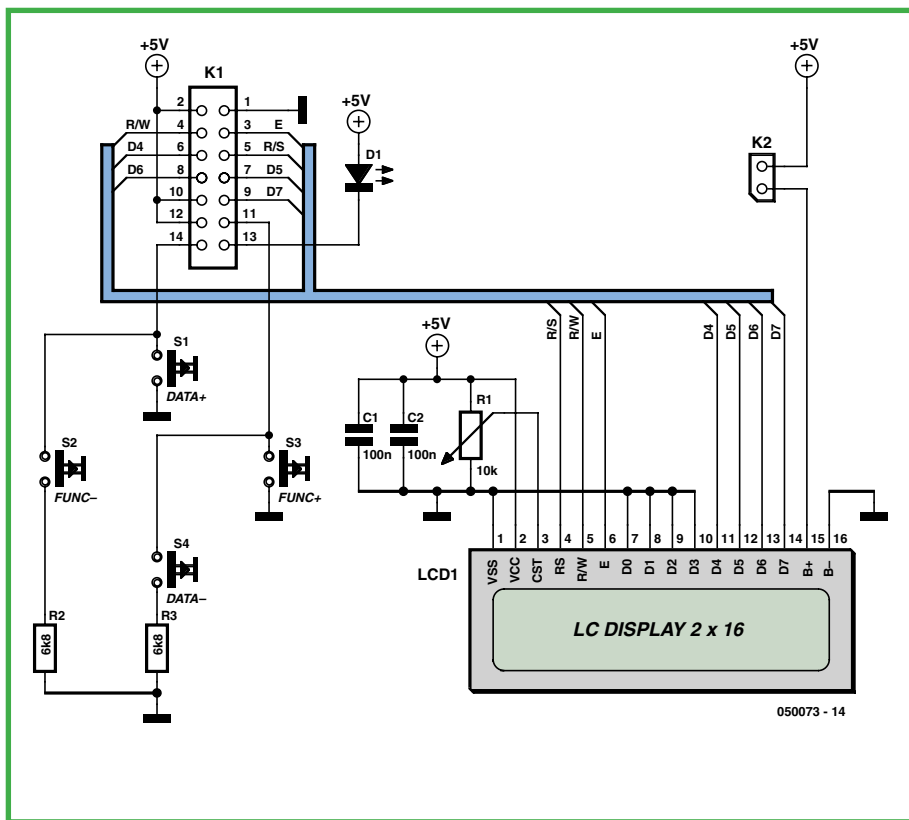 +5V
+5V
K1
+5V
2
1
R/W
4
3
E
D4
6
5
R/S
D1
K2
D6
8
7
D5
10
9
D7
12
11
14
13
R/S
R/W
E
D4
D5
D6
D7
+5V
S1
DATA+
C1
C2
R1
S2
S3
100n
100n
10k
FUNC–
FUNC+
S4
1 2 3 4 5 6 7 8 9 10 11 12 13 14 15 16
LCD1
VSS VCC CST RS R/W E D0 D1 D2 D3 D4 D5 D6 D7 B+ B–
DATA–
R2
R3
6k8
6k8
LC DISPLAY 2 x 16
050073 - 14